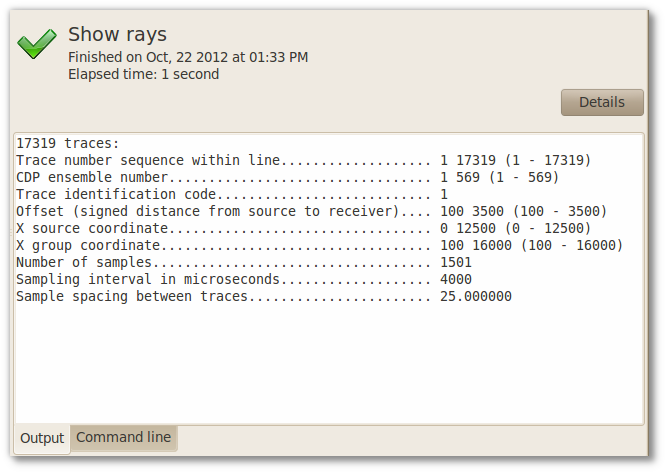 Show rays
Finished on Oct, 22 2012 at 01:33 PM
Elapsed time: 1 second
Details
17319 traces:
Trace number sequence within line................... 1 17319 (1 - 17319)
CDP ensemble number................................. 1 569 (1 - 569)
Trace identification code........................... 1
Offset (signed distance from source to receiver).... 100 3500 (100 - 3500)
X source coordinate................................. 0 12500 (0 - 12500)
X group coordinate.................................. 100 16000 (100 - 16000)
Number of samples................................... 1501
Sampling interval in microseconds................... 4000
Sample spacing between traces....................... 25.000000
Output
Command line